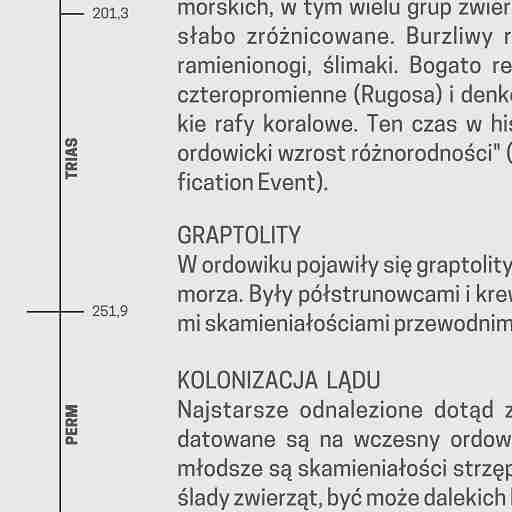 201,3
TRIAS
251,9
PERM
morskich, w tym wielu grup zwier
słabo zróżnicowane. Burzliwy r
ramienionogi, ślimaki. Bogato re
czteropromienne (Rugosa) i denk
kie rafy koralowe. Ten czas w his
ordowicki wzrost różnorodności" (
fication Event).
GRAPTOLITY
W ordowiku pojawiły się graptolity
morza. Były półstrunowcami i krew
mi skamieniałościami przewodnim
KOLONIZACJA LĄDU
Najstarsze odnalezione dotąd z
datowane są na wczesny ordow
młodsze są skamieniałości strzęp
ślady zwierząt, być może dalekich